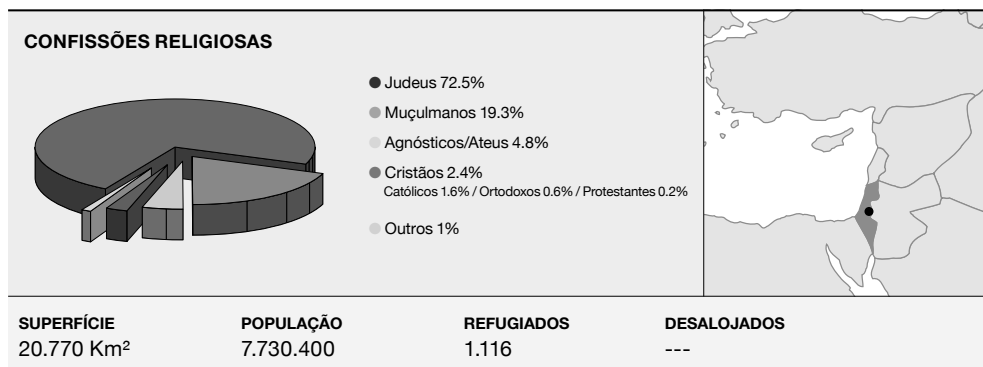 CONFISSÕES RELIGIOSAS
Judeus 72.5%
Muçulmanos 19.3%
Agnósticos/Ateus 4.8%
Cristãos 2.4%
Católicos 1.6% / Ortodoxos 0.6% / Protestantes 0.2%
Outros 1%
SUPERFÍCIE
20.770 Km²
POPULAÇÃO
7.730.400
REFUGIADOS
1.116
DESALOJADOS
---